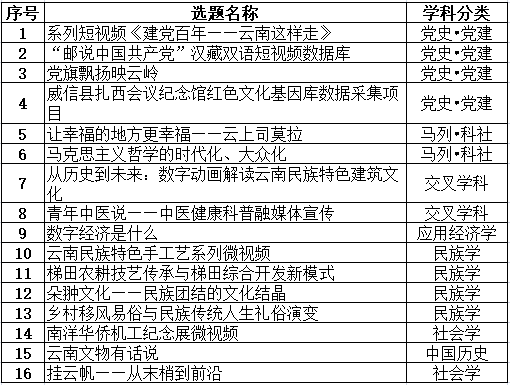 序号 选题名称 学科分类
1 系列短视频《建党百年——云南这样走》 党史·党建
2 “邮说中国共产党”汉藏双语短视频数据库 党史·党建
3 党旗飘扬映云岭 党史·党建
4 威信县扎西会议纪念馆红色文化基因库数据采集项
目 党史·党建
5 让幸福的地方更幸福——云上司莫拉 马列·科社
6 马克思主义哲学的时代化、大众化 马列·科社
7 从历史到未来：数字动画解读云南民族特色建筑文
化 交叉学科
8 青年中医说——中医健康科普融媒体宣传 交叉学科
9 数字经济是什么 应用经济学
10 云南民族特色手工艺系列微视频 民族学
11 梯田农耕技艺传承与梯田综合开发新模式 民族学
12 朵翀文化——民族团结的文化结晶 民族学
13 乡村移风易俗与民族传统人生礼俗演变 民族学
14 南洋华侨机工纪念展微视频 社会学
15 云南文物有话说 中国历史
16 挂云帆——从末梢到前沿 社会学